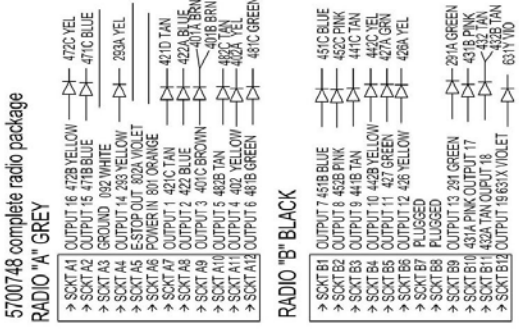 5700748 complete radio package
RADIO "A" GREY
SCKT A1 OUTPUT 16 472B YELLOW 472C YEL
SCKT A2 OUTPUT 15 471B BLUE 471C BLUE
SCKT A3 GROUND 092 WHITE
SCKT A4 OUTPUT 14 293 YELLOW 293A YEL
SCKT A5 E-STOP OUT 802A VIOLET
SCKT A6 POWER IN 801 ORANGE
SCKT A7 OUTPUT 1 421C TAN 421D TAN
SCKT A8 OUTPUT 2 422 BLUE 422A BLUE
SCKT A9 OUTPUT 3 401C BROWN 401A BRN
401B BRN
SCKT A10 OUTPUT 5 482B TAN 482C TAN
SCKT A11 OUTPUT 4 402 YELLOW 402A YEL
SCKT A12 OUTPUT 6 481B GREEN 481C GREEN
RADIO "B" BLACK
SCKT B1 OUTPUT 7 451B BLUE 451C BLUE
SCKT B2 OUTPUT 8 452B PINK 452C PINK
SCKT B3 OUTPUT 9 441B TAN 441C TAN
SCKT B4 OUTPUT 10 442B YELLOW 442C YEL
SCKT B5 OUTPUT 11 427 GREEN 427A GRN
SCKT B6 OUTPUT 12 426 YELLOW 426A YEL
SCKT B7 PLUGGED
SCKT B8 PLUGGED
SCKT B9 OUTPUT 13 291 GREEN 291A GREEN
SCKT B10 431A PINK OUTPUT 17 431B PINK
SCKT B11 432A TAN OUPUT 18 432 TAN
432B TAN
SCKT B12 OUTPUT 19 631X VIOLET 631Y VIO